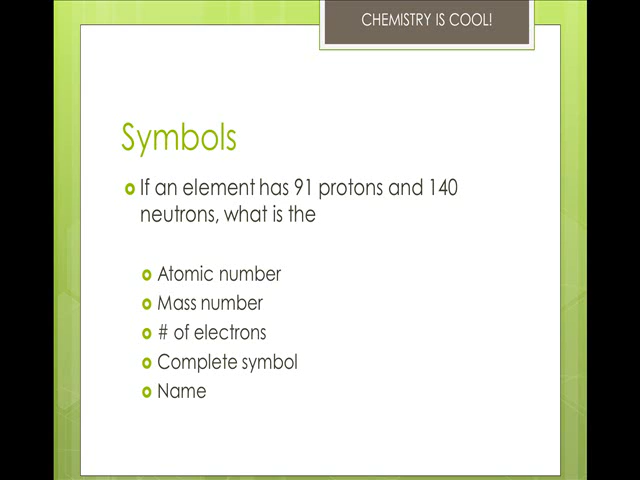 CHEMISTRY IS COOL!
Symbols
If an element has 91 protons and 140
neutrons, what is the
Atomic number
Mass number
# of electrons
Complete symbol
Name